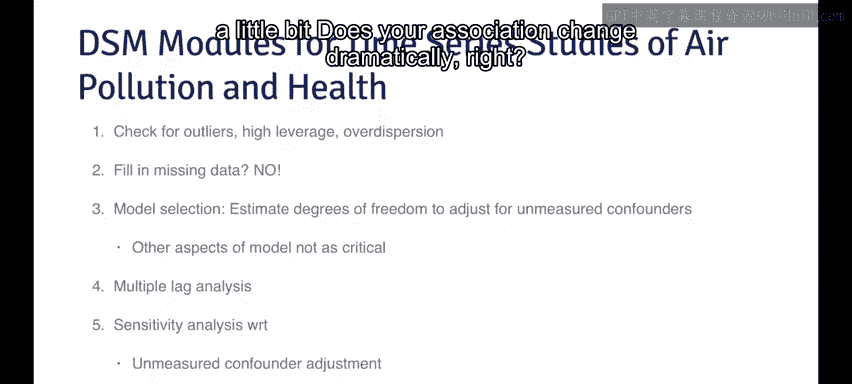 a little bit Does your association change
dramatically, right?
DSM Modules for Time Series Studies of Air
Pollution and Health
1. Check for outliers, high leverage, overdispersion
2. Fill in missing data? NO!
3. Model selection: Estimate degrees of freedom to adjust for unmeasured confounders
· Other aspects of model not as critical
4. Multiple lag analysis
5. Sensitivity analysis wrt
· Unmeasured confounder adjustment